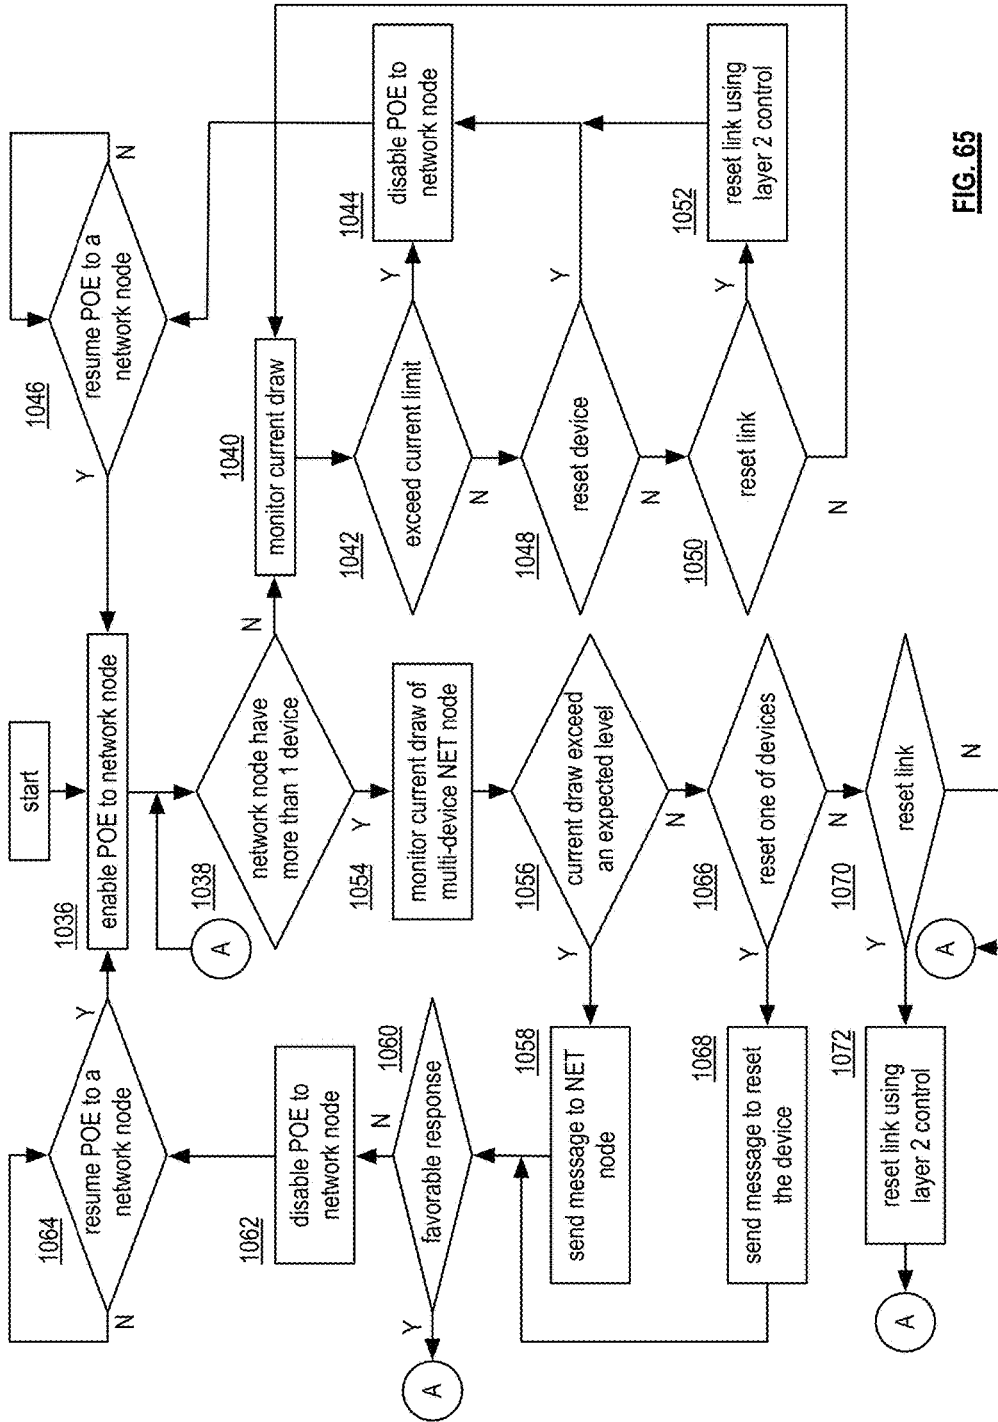 start
1036
enable POE to network node
A
1038
network node have
more than 1 device
N
Y
1040
monitor current draw
1042
exceed current limit
Y
N
1044
disable POE to
network node
1046
resume POE to a
network node
N
Y
1048
reset device
Y
N
1050
reset link
Y
N
1052
reset link using
layer 2 control
1054
monitor current draw of
multi-device NET node
1056
current draw exceed
an expected level
Y
N
1058
send message to NET
node
1060
favorable response
N
Y
A
1062
disable POE to
network node
1064
resume POE to a
network node
Y
N
1066
reset one of devices
Y
N
1068
send message to reset
the device
1070
reset link
Y
N
A
1072
reset link using
layer 2 control
A
FIG. 65